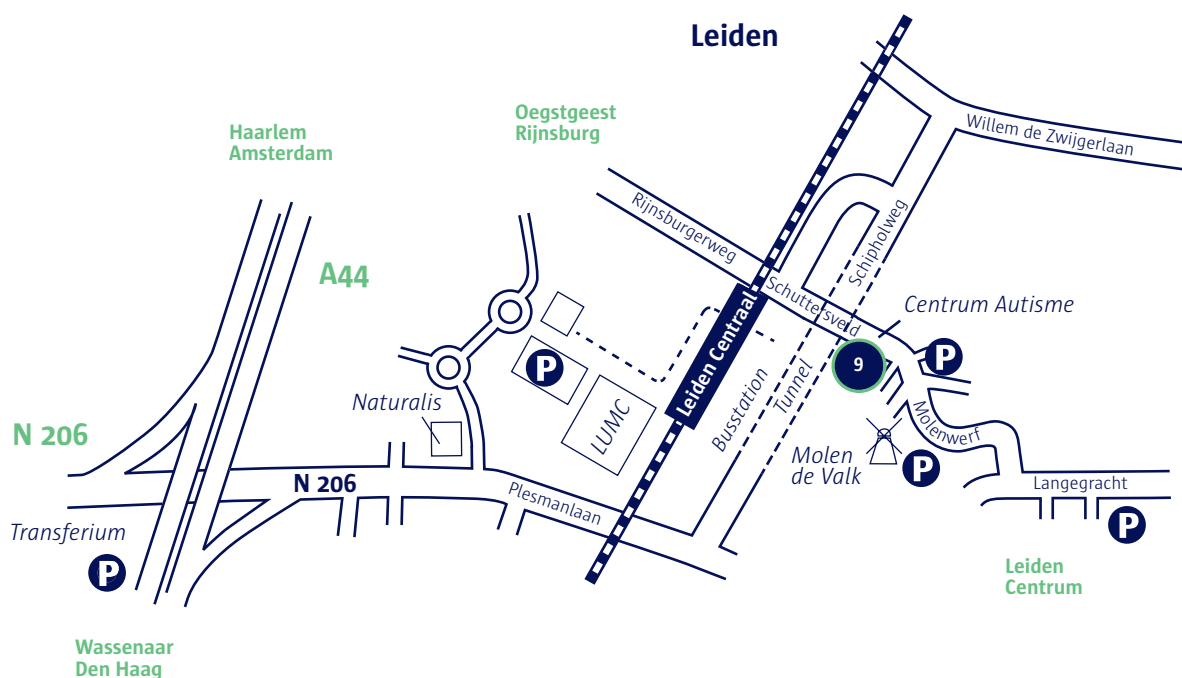 Leiden
Oegstgeest
Rijnsburg
Haarlem
Amsterdam
Willem de Zwijgerlaan
Rijnsburgerweg
Schipholweg
A44
Schuttersveld
Centrum Autisme
Leiden Centraal
P
P
9
Naturalis
LUMC
Busstation
Tunnel
Molenwerf
N 206
Molen
de Valk
P
N 206
Plesmanlaan
Langegracht
Transferium
P
P
Leiden
Centrum
Wassenaar
Den Haag